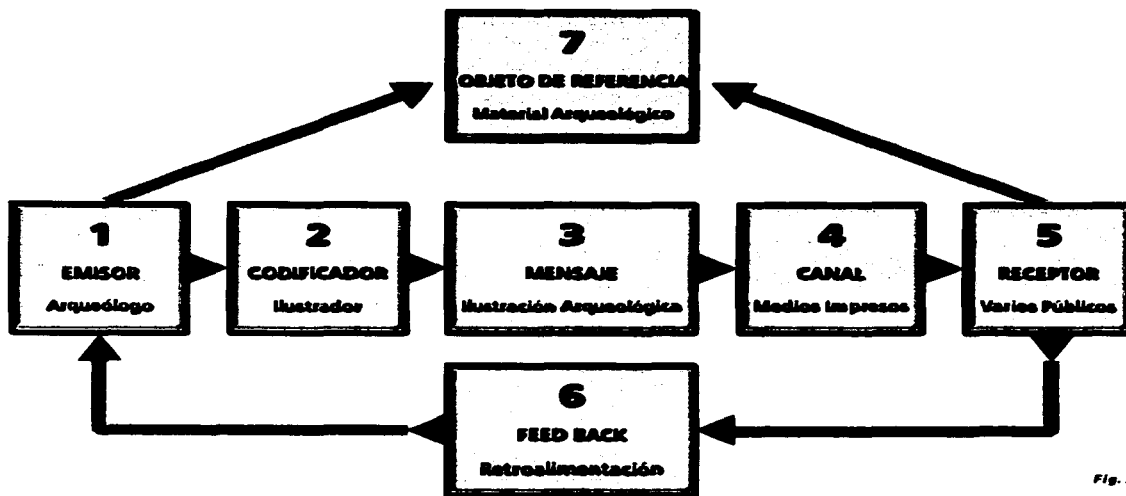 7
OBJETO DE REFERENCIA
Material Arqueológico
1
EMISOR
Arqueólogo
2
CODIFICADOR
Ilustrador
3
MENSAJE
Ilustración Arqueológica
4
CANAL
Medios Impresos
5
RECEPTOR
Varios Públicos
6
FEED BACK
Retroalimentación
Fig.